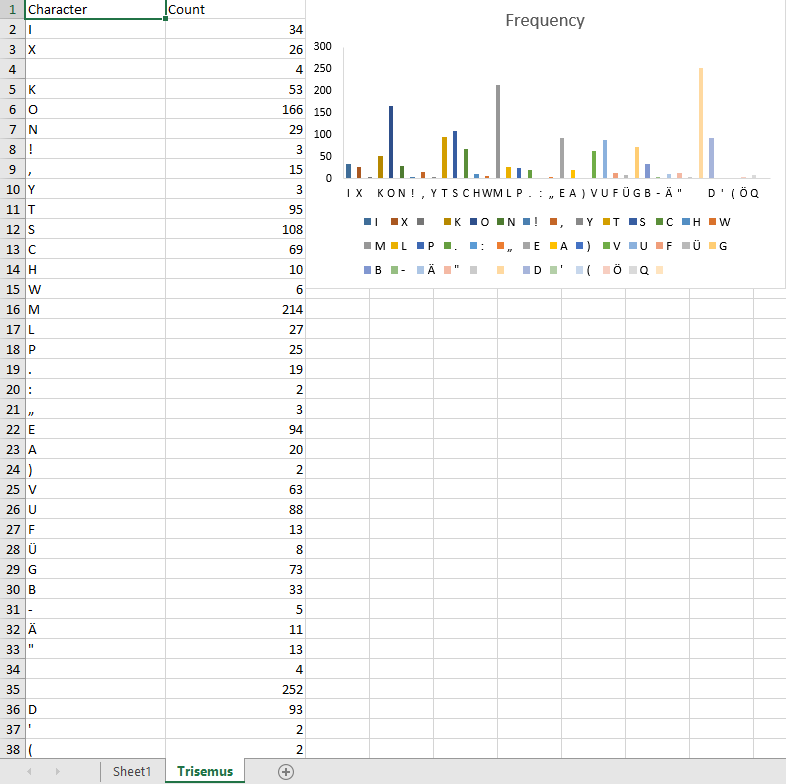 1 Character Count
2 I 34
3 X 26
4 4
5 K 53
6 O 166
7 N 29
8 ! 3
9 , 15
10 Y 3
11 T 95
12 S 108
13 C 69
14 H 10
15 W 6
16 M 214
17 L 27
18 P 25
19 . 19
20 : 2
21 „ 3
22 E 94
23 A 20
24 ) 2
25 V 63
26 U 88
27 F 13
28 Ü 8
29 G 73
30 B 33
31 - 5
32 Ä 11
33 " 13
34 4
35 252
36 D 93
37 ' 2
38 ( 2
Frequency
300
250
200
150
100
50
0
I X K O N ! , Y T S C H W M L P . : „ E A ) V U F Ü G B - Ä " D ' ( Ö Q
I X K O N ! , Y T S C H W
M L P . : „ E A ) V U F Ü G
B - Ä " D ' ( Ö Q
Sheet1 Trisemus